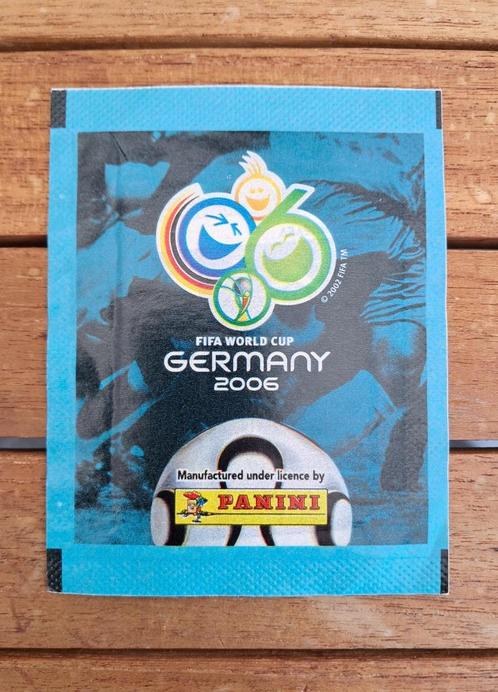 © 2002 FIFA TM
FIFA WORLD CUP
GERMANY
2006
Manufactured under licence by
PANINI